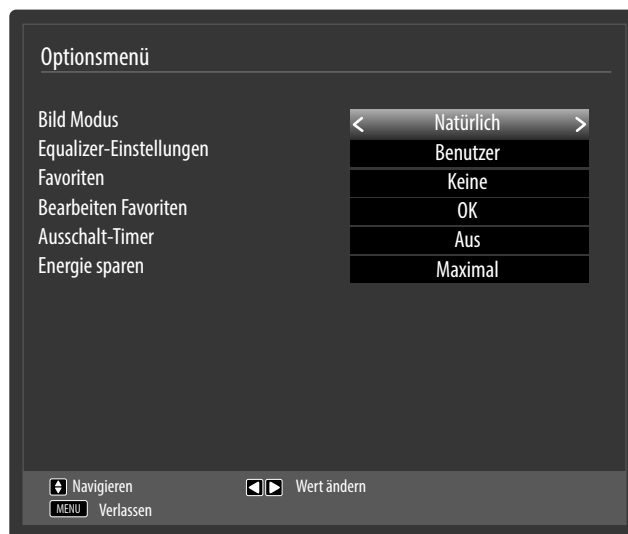 Optionsmenü
Bild Modus < Natürlich >
Equalizer-Einstellungen Benutzer
Favoriten Keine
Bearbeiten Favoriten OK
Ausschalt-Timer Aus
Energie sparen Maximal
Navigieren Wert ändern
MENU Verlassen